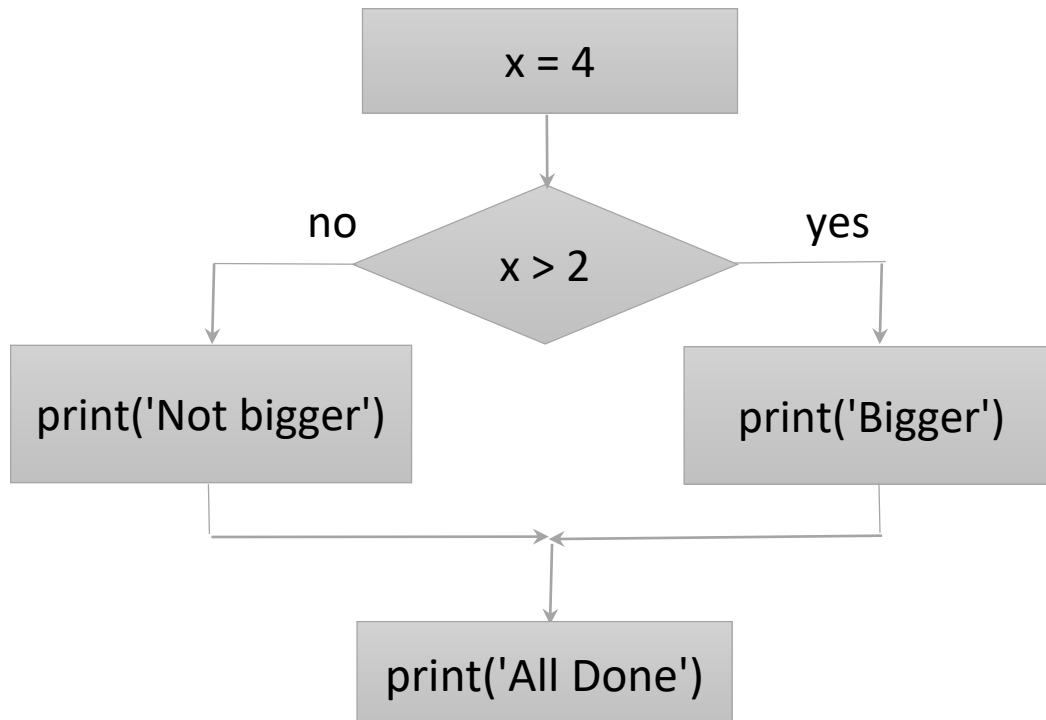 x = 4
no
yes
x > 2
print('Not bigger')
print('Bigger')
print('All Done')